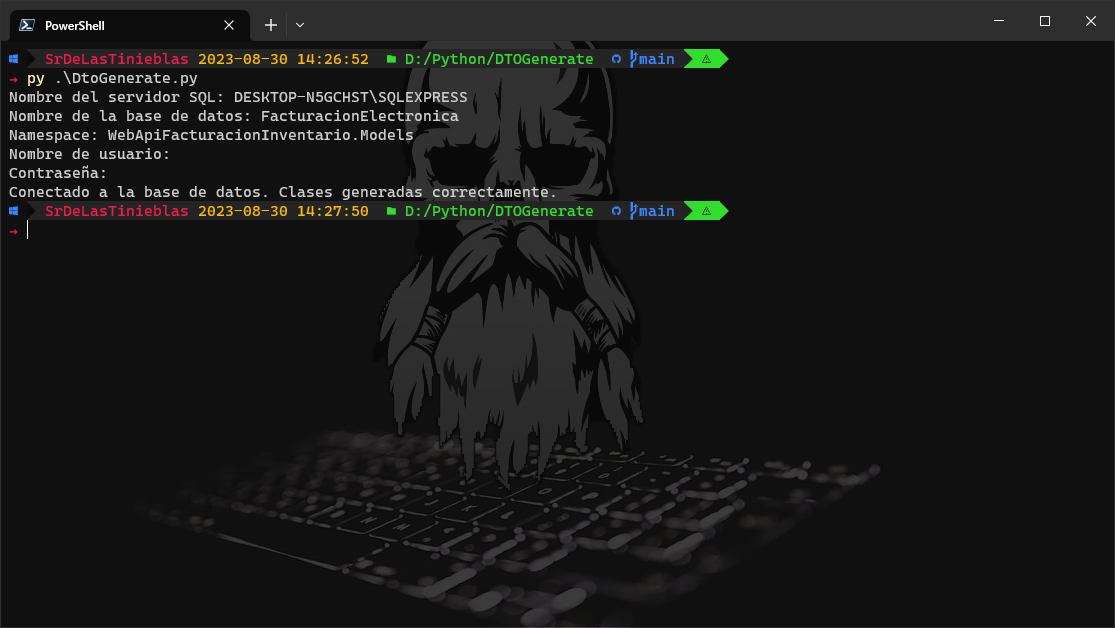 PowerShell
SrDeLasTinieblas 2023-08-30 14:26:52 D:/Python/DTOGenerate main
→ py .\DtoGenerate.py
Nombre del servidor SQL: DESKTOP-N5GCHST\SQLEXPRESS
Nombre de la base de datos: FacturacionElectronica
Namespace: WebApiFacturacionInventario.Models
Nombre de usuario:
Contraseña:
Conectado a la base de datos. Clases generadas correctamente.
SrDeLasTinieblas 2023-08-30 14:27:50 D:/Python/DTOGenerate main
→